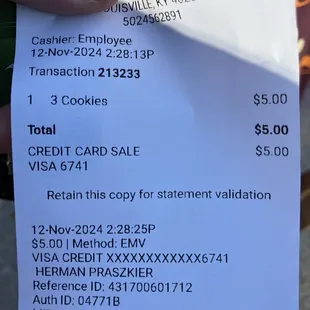 LOUISVILLE, KY
5024562891
Cashier: Employee
12-Nov-2024 2:28:13P
Transaction 213233
1 3 Cookies $5.00
Total $5.00
CREDIT CARD SALE $5.00
VISA 6741
Retain this copy for statement validation
12-Nov-2024 2:28:25P
$5.00 | Method: EMV
VISA CREDIT XXXXXXXXXXXX6741
HERMAN PRASZKIER
Reference ID: 431700601712
Auth ID: 04771B